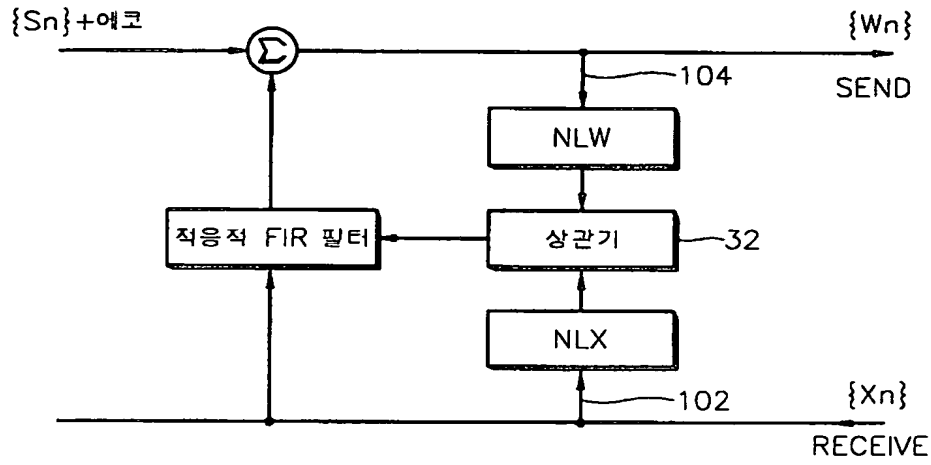 {Sn}+에코
Σ
{Wn}
104
SEND
NLW
적응적 FIR 필터
상관기
32
NLX
102
{Xn}
RECEIVE